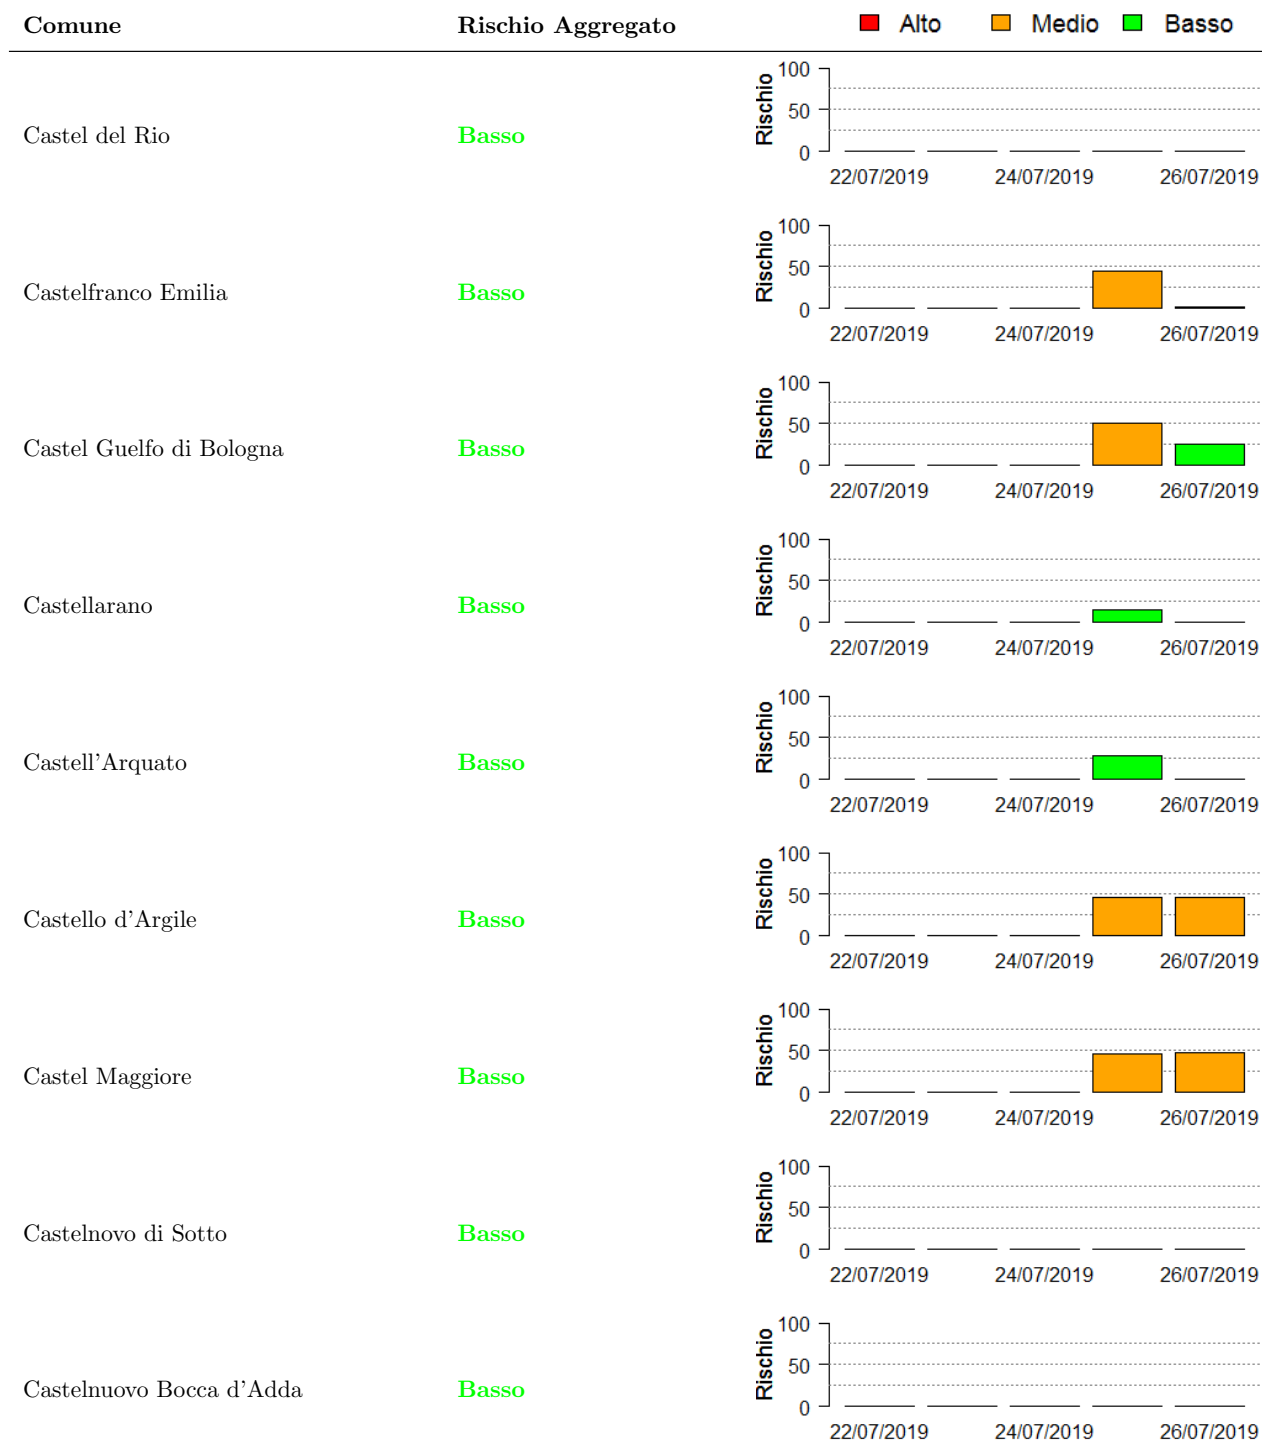 Comune Rischio Aggregato Alto Medio Basso
100
50
0
Rischio
Castel del Rio Basso
22/07/2019 24/07/2019 26/07/2019
100
50
0
Rischio
Castelfranco Emilia Basso
22/07/2019 24/07/2019 26/07/2019
100
50
0
Rischio
Castel Guelfo di Bologna Basso
22/07/2019 24/07/2019 26/07/2019
100
50
0
Rischio
Castellarano Basso
22/07/2019 24/07/2019 26/07/2019
100
50
0
Rischio
Castell'Arquato Basso
22/07/2019 24/07/2019 26/07/2019
100
50
0
Rischio
Castello d'Argile Basso
22/07/2019 24/07/2019 26/07/2019
100
50
0
Rischio
Castel Maggiore Basso
22/07/2019 24/07/2019 26/07/2019
100
50
0
Rischio
Castelnovo di Sotto Basso
22/07/2019 24/07/2019 26/07/2019
100
50
0
Rischio
Castelnuovo Bocca d'Adda Basso
22/07/2019 24/07/2019 26/07/2019